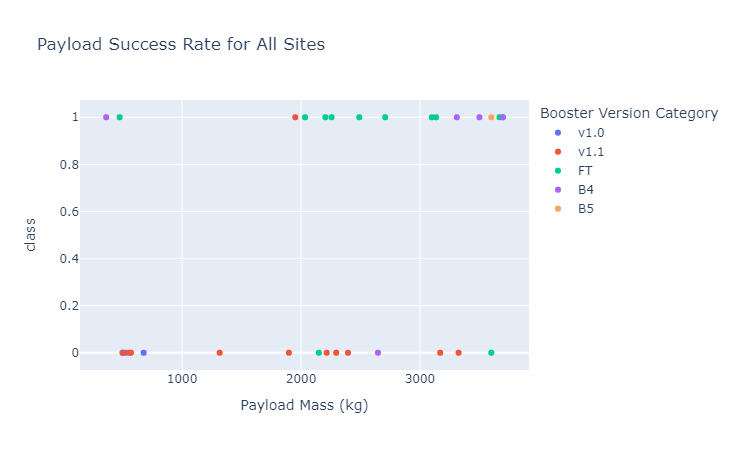 Payload Success Rate for All Sites
Booster Version Category
v1.0
v1.1
FT
B4
B5
1
0.8
0.6
0.4
0.2
0
class
1000 2000 3000
Payload Mass (kg)